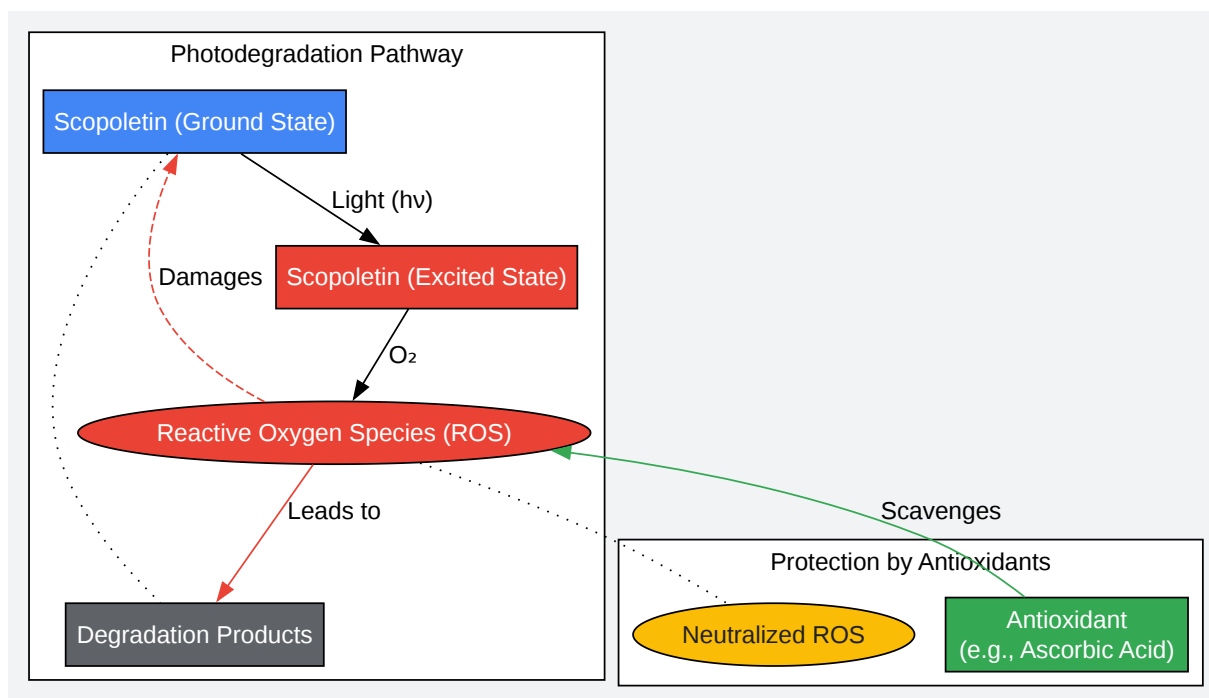 Photodegradation Pathway
Scopoletin (Ground State)
Light (hν)
Damages
Scopoletin (Excited State)
O₂
Reactive Oxygen Species (ROS)
Leads to
Degradation Products
Scavenges
Protection by Antioxidants
Neutralized ROS
Antioxidant
(e.g., Ascorbic Acid)